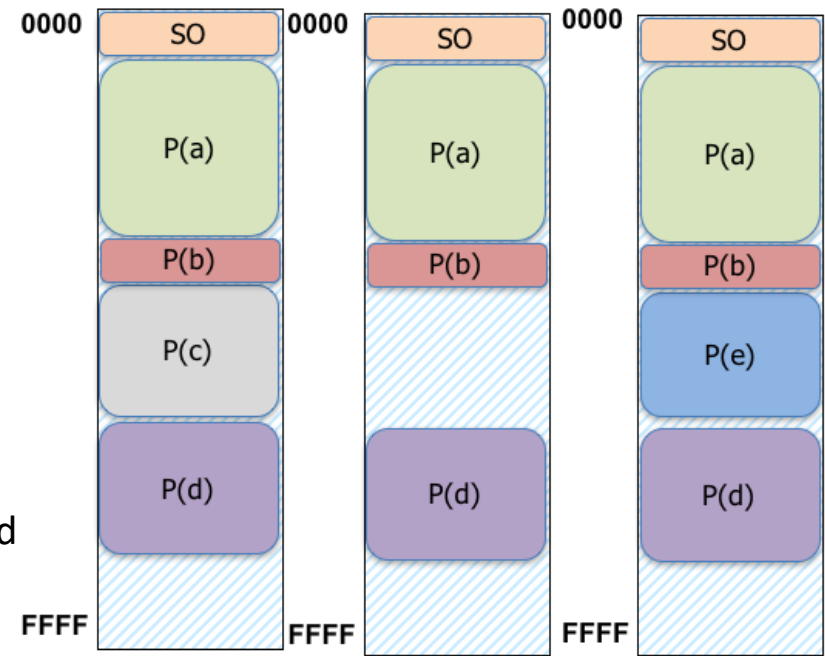 0000
SO
P(a)
P(b)
P(c)
P(d)
FFFF
0000
SO
P(a)
P(b)
P(d)
FFFF
0000
SO
P(a)
P(b)
P(e)
P(d)
FFFF
d